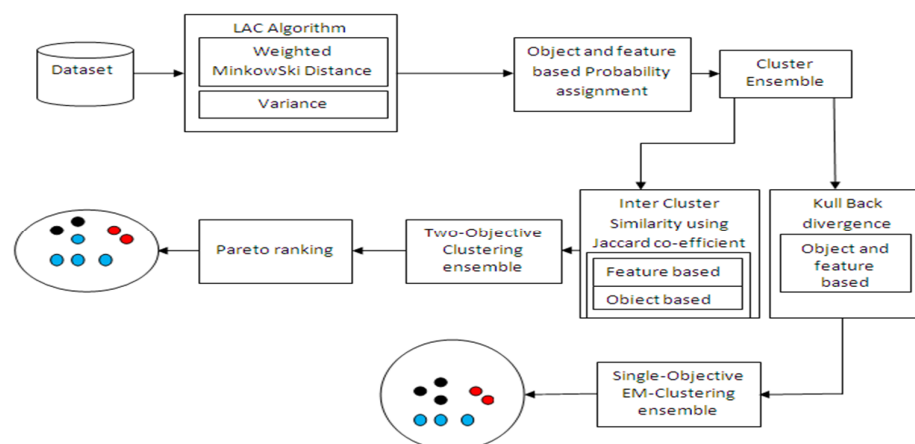 LAC Algorithm
Weighted
MinkowSki Distance
Variance
Dataset
Object and feature
based Probability
assignment
Cluster
Ensemble
Inter Cluster
Similarity using
Jaccard co-efficient
Feature based
Object based
Kull Back
divergence
Object and
feature
based
Two-Objective
Clustering
ensemble
Pareto ranking
Single-Objective
EM-Clustering
ensemble